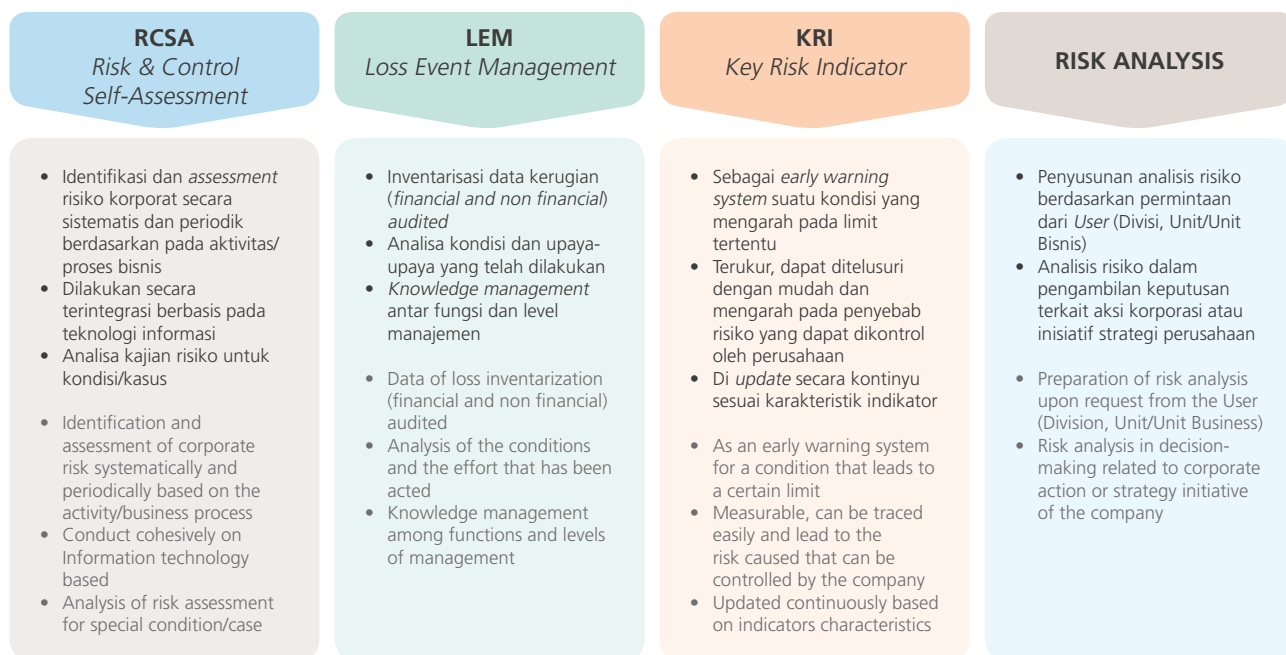 RCSA
Risk & Control
Self-Assessment
• Identifikasi dan assessment
risiko korporat secara
sistematis dan periodik
berdasarkan pada aktivitas/
proses bisnis
• Dilakukan secara
terintegrasi berbasis pada
teknologi informasi
• Analisa kajian risiko untuk
kondisi/kasus
• Identification and
assessment of corporate
risk systematically and
periodically based on the
activity/business process
• Conduct cohesively on
Information technology
based
• Analysis of risk assessment
for special condition/case
LEM
Loss Event Management
• Inventarisasi data kerugian
(financial and non financial)
audited
• Analisa kondisi dan upaya-
upaya yang telah dilakukan
• Knowledge management
antar fungsi dan level
manajemen
• Data of loss inventarization
(financial and non financial)
audited
• Analysis of the conditions
and the effort that has been
acted
• Knowledge management
among functions and levels
of management
KRI
Key Risk Indicator
• Sebagai early warning
system suatu kondisi yang
mengarah pada limit
tertentu
• Terukur, dapat ditelusuri
dengan mudah dan
mengarah pada penyebab
risiko yang dapat dikontrol
oleh perusahaan
• Di update secara kontinyu
sesuai karakteristik indikator
• As an early warning system
for a condition that leads to
a certain limit
• Measurable, can be traced
easily and lead to the
risk caused that can be
controlled by the company
• Updated continuously based
on indicators characteristics
RISK ANALYSIS
• Penyusunan analisis risiko
berdasarkan permintaan
dari User (Divisi, Unit/Unit
Bisnis)
• Analisis risiko dalam
pengambilan keputusan
terkait aksi korporasi atau
inisiatif strategi perusahaan
• Preparation of risk analysis
upon request from the User
(Division, Unit/Unit Business)
• Risk analysis in decision-
making related to corporate
action or strategy initiative
of the company